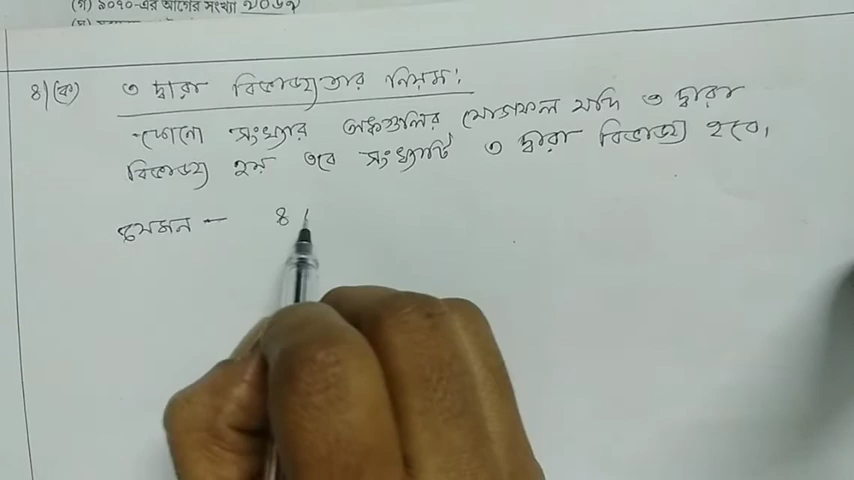 (গ) ৯০৭০-এর আগের সংখ্যা ৯০৬৯
৪।(ক) ৩ দ্বারা বিভাজ্যতার নিয়ম:
কোনো সংখ্যার অঙ্কগুলির যোগফল যদি ৩ দ্বারা
বিভাজ্য হয় তবে সংখ্যাটি ৩ দ্বারা বিভাজ্য হবে।
যেমন - ৪